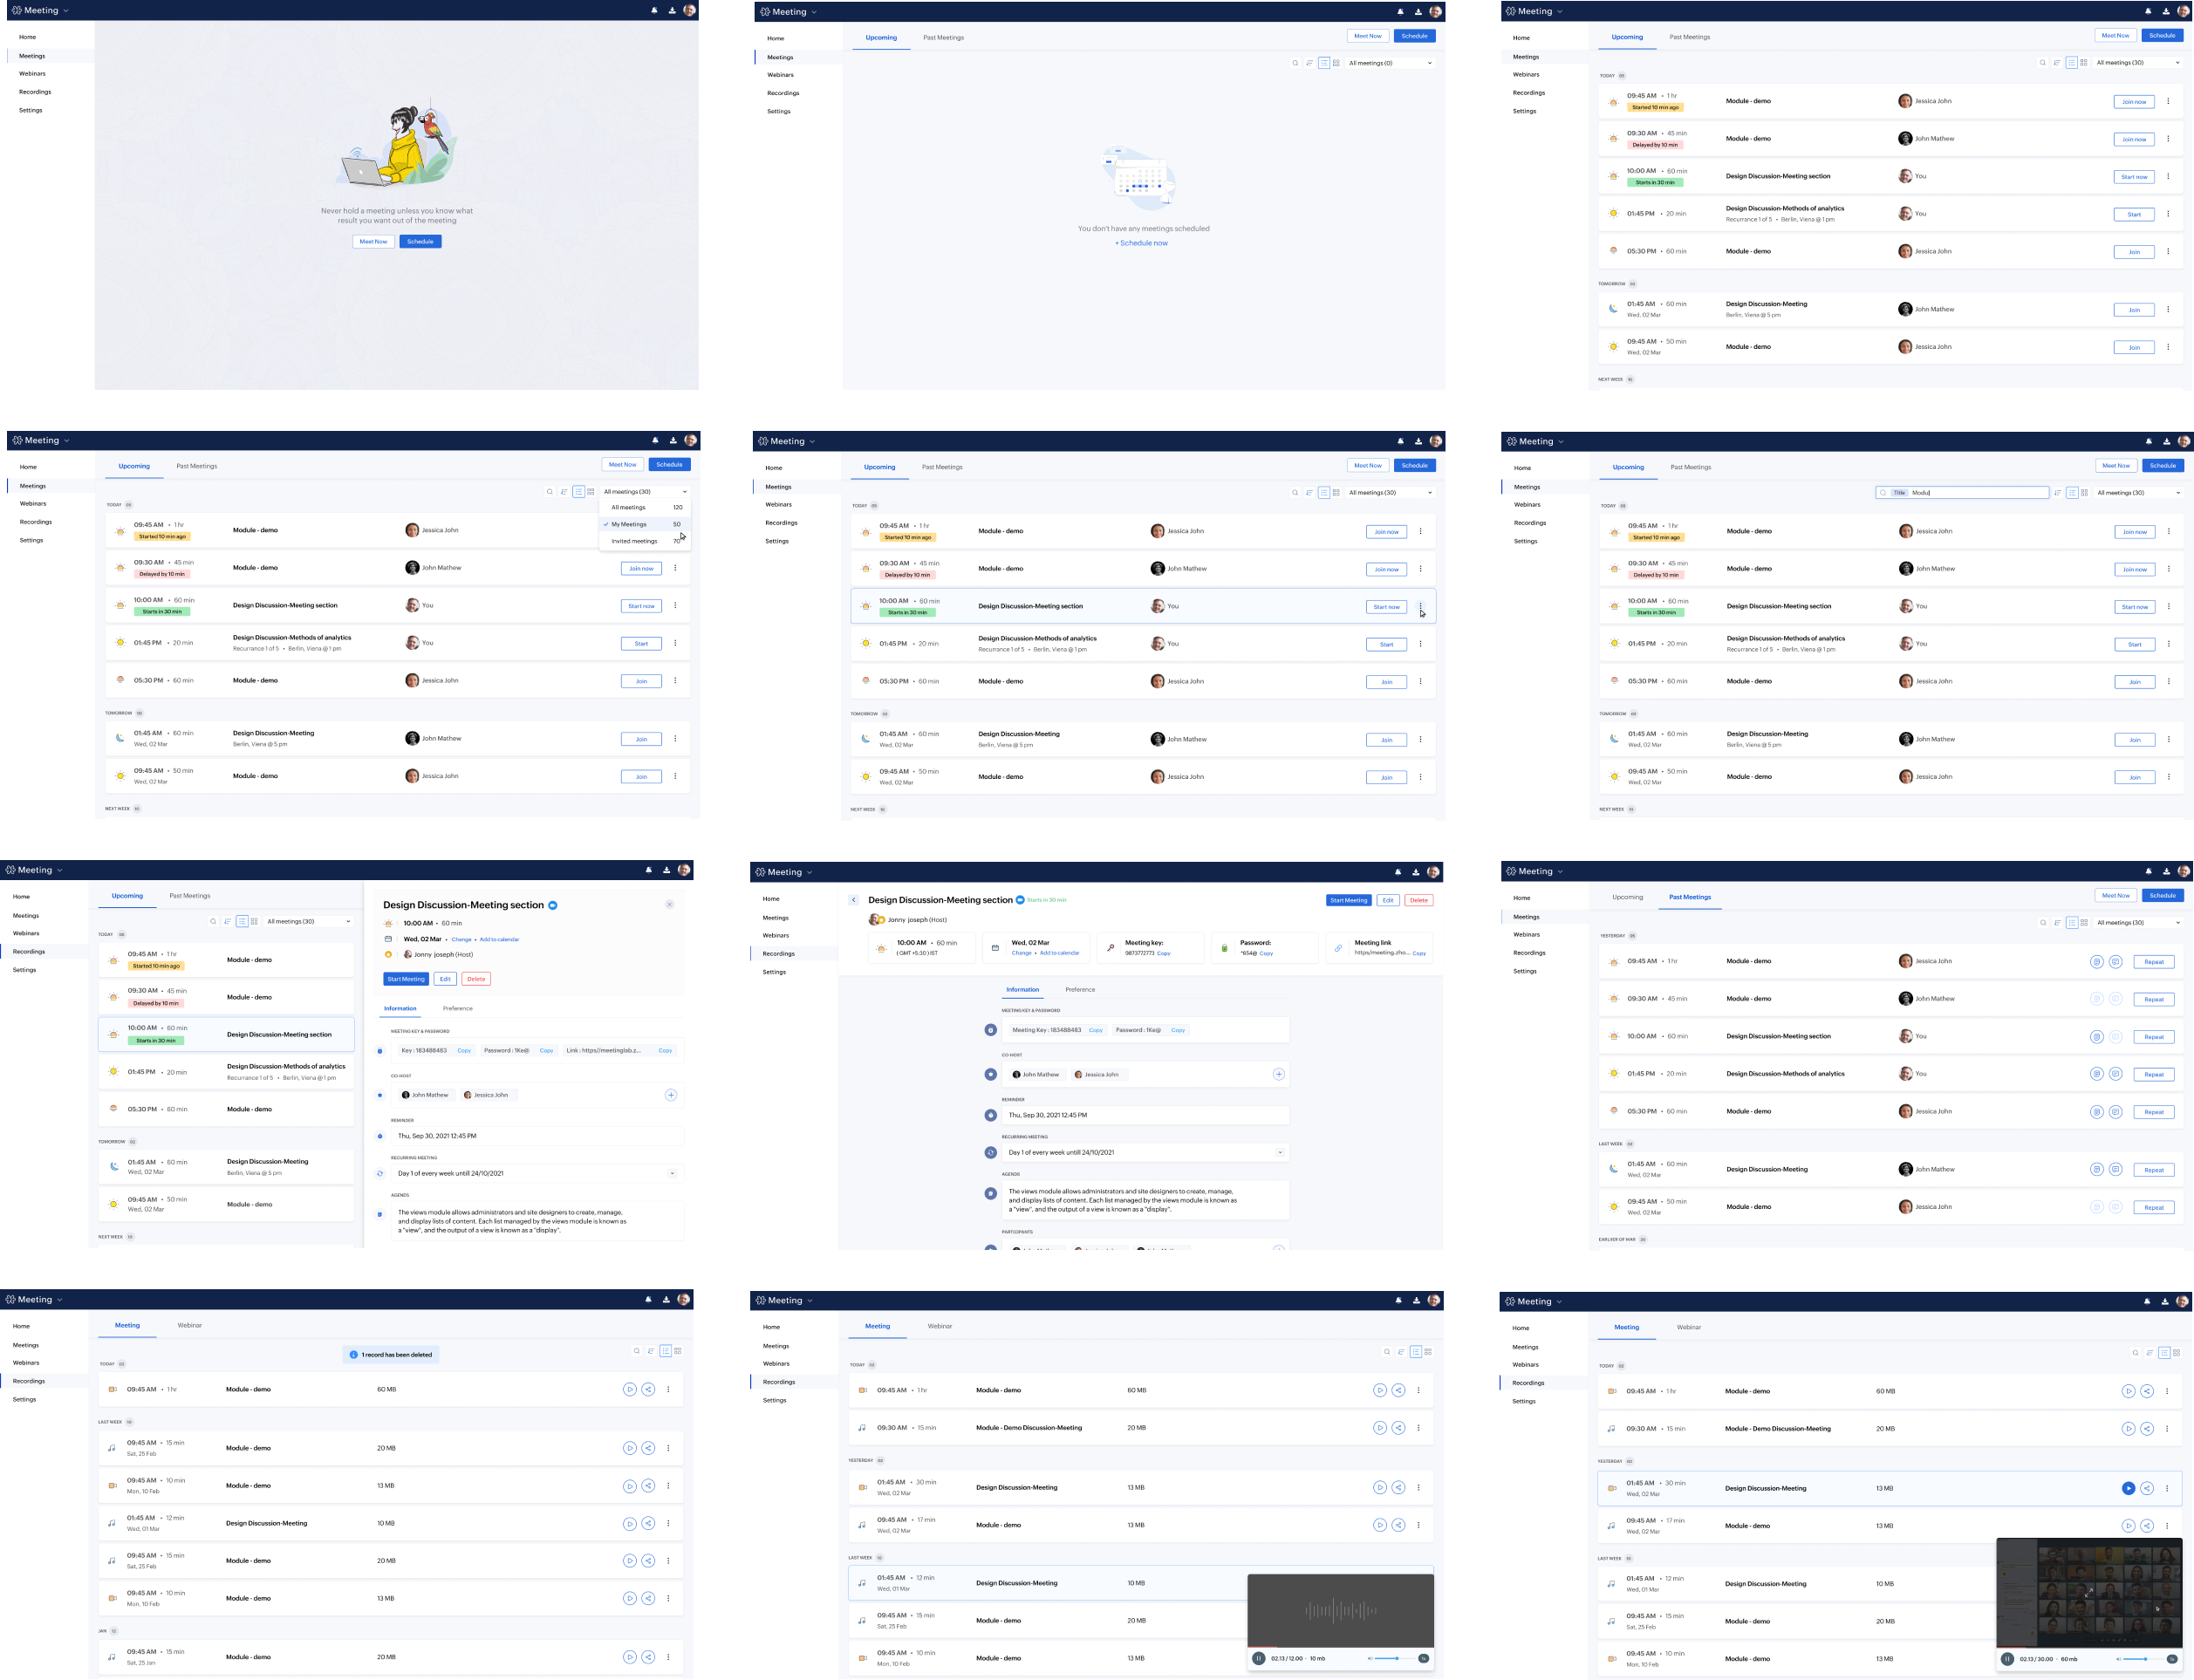 Meeting
Home
Meetings
Webinars
Recordings
Settings
Never hold a meeting unless you know what
result you want out of the meeting
Meet Now Schedule
Meeting
Home
Meetings
Webinars
Recordings
Settings
Upcoming Past Meetings Meet Now Schedule
All meetings (0)
You don't have any meetings scheduled
+ Schedule now
Meeting
Home
Meetings
Webinars
Recordings
Settings
Upcoming Past Meetings Meet Now Schedule
All meetings (30)
TODAY
09:45 AM • 1 hr Module - demo Jessica John Join now
Started 10 min ago
09:30 AM • 45 min Module - demo John Mathew Join now
Delayed by 10 min
10:00 AM • 60 min Design Discussion-Meeting section You Start now
Starts in 30 min
01:45 PM • 20 min Design Discussion-Methods of analytics You Start
Recurrance 1 of 5 • Berlin, Viena @ 1 pm
05:30 PM • 60 min Module - demo Jessica John Join
TOMORROW
01:45 AM • 60 min Design Discussion-Meeting John Mathew Join
Wed, 02 Mar Berlin, Viena @ 5 pm
09:45 AM • 50 min Module - demo Jessica John Join
Wed, 02 Mar
NEXT WEEK
Meeting
Home
Meetings
Webinars
Recordings
Settings
Upcoming Past Meetings Meet Now Schedule
All meetings (30)
All meetings 120
My Meetings 50
Invited meetings 70
TODAY
09:45 AM • 1 hr Module - demo Jessica John
Started 10 min ago
09:30 AM • 45 min Module - demo John Mathew Join now
Delayed by 10 min
10:00 AM • 60 min Design Discussion-Meeting section You Start now
Starts in 30 min
01:45 PM • 20 min Design Discussion-Methods of analytics You Start
Recurrance 1 of 5 • Berlin, Viena @ 1 pm
05:30 PM • 60 min Module - demo Jessica John Join
TOMORROW
01:45 AM • 60 min Design Discussion-Meeting John Mathew Join
Wed, 02 Mar Berlin, Viena @ 5 pm
09:45 AM • 50 min Module - demo Jessica John Join
Wed, 02 Mar
NEXT WEEK
Meeting
Home
Meetings
Webinars
Recordings
Settings
Upcoming Past Meetings Meet Now Schedule
All meetings (30)
TODAY
09:45 AM • 1 hr Module - demo Jessica John Join now
Started 10 min ago
09:30 AM • 45 min Module - demo John Mathew Join now
Delayed by 10 min
10:00 AM • 60 min Design Discussion-Meeting section You Start now
Starts in 30 min
01:45 PM • 20 min Design Discussion-Methods of analytics You Start
Recurrance 1 of 5 • Berlin, Viena @ 1 pm
05:30 PM • 60 min Module - demo Jessica John Join
TOMORROW
01:45 AM • 60 min Design Discussion-Meeting John Mathew Join
Wed, 02 Mar Berlin, Viena @ 5 pm
09:45 AM • 50 min Module - demo Jessica John Join
Wed, 02 Mar
NEXT WEEK
Meeting
Home
Meetings
Webinars
Recordings
Settings
Upcoming Past Meetings Meet Now Schedule
Title Modu All meetings (30)
TODAY
09:45 AM • 1 hr Module - demo Jessica John Join now
Started 10 min ago
09:30 AM • 45 min Module - demo John Mathew Join now
Delayed by 10 min
10:00 AM • 60 min Design Discussion-Meeting section You Start now
Starts in 30 min
01:45 PM • 20 min Design Discussion-Methods of analytics You Start
Recurrance 1 of 5 • Berlin, Viena @ 1 pm
05:30 PM • 60 min Module - demo Jessica John Join
TOMORROW
01:45 AM • 60 min Design Discussion-Meeting John Mathew Join
Wed, 02 Mar Berlin, Viena @ 5 pm
09:45 AM • 50 min Module - demo Jessica John Join
Wed, 02 Mar
NEXT WEEK
Meeting
Home
Meetings
Webinars
Recordings
Settings
Upcoming Past Meetings
All meetings (30)
TODAY
09:45 AM • 1 hr Module - demo
Started 10 min ago
09:30 AM • 45 min Module - demo
Delayed by 10 min
10:00 AM • 60 min Design Discussion-Meeting section
Starts in 30 min
01:45 PM • 20 min Design Discussion-Methods of analytics
Recurrance 1 of 5 • Berlin, Viena @ 1 pm
05:30 PM • 60 min Module - demo
TOMORROW
01:45 AM • 60 min Design Discussion-Meeting
Wed, 02 Mar Berlin, Viena @ 5 pm
09:45 AM • 50 min Module - demo
Wed, 02 Mar
NEXT WEEK
Design Discussion-Meeting section
10:00 AM • 60 min
Wed, 02 Mar • Change • Add to calendar
Jonny joseph (Host)
Start Meeting Edit Delete
Information Preference
MEETING KEY & PASSWORD
Key : 183488483 Copy Password : 1Ke@ Copy Link : https//meetinglab.z... Copy
CO-HOST
John Mathew Jessica John
REMINDER
Thu, Sep 30, 2021 12:45 PM
RECURRING MEETING
Day 1 of every week untill 24/10/2021
AGENDS
The views module allows administrators and site designers to create, manage,
and display lists of content. Each list managed by the views module is known as
a "view", and the output of a view is known as a "display".
Meeting
Home
Meetings
Webinars
Recordings
Settings
Design Discussion-Meeting section Starts in 30 min Start Meeting Edit Delete
Jonny joseph (Host)
10:00 AM • 60 min Wed, 02 Mar Meeting key: Password: Meeting link
( GMT +5:30 ) IST Change • Add to calendar 9873772773 Copy *654@ Copy https/meeting.zho... Copy
Information Preference
MEETING KEY & PASSWORD
Meeting Key : 183488483 Copy Password : 1Ke@ Copy
CO-HOST
John Mathew Jessica John
REMINDER
Thu, Sep 30, 2021 12:45 PM
RECURRING MEETING
Day 1 of every week untill 24/10/2021
AGENDS
The views module allows administrators and site designers to create, manage,
and display lists of content. Each list managed by the views module is known as
a "view", and the output of a view is known as a "display".
PARTICIPANTS
Meeting
Home
Meetings
Webinars
Recordings
Settings
Upcoming Past Meetings Meet Now Schedule
All meetings (30)
YESTERDAY
09:45 AM • 1 hr Module - demo Jessica John Repeat
09:30 AM • 45 min Module - demo John Mathew Repeat
10:00 AM • 60 min Design Discussion-Meeting section You Repeat
01:45 PM • 20 min Design Discussion-Methods of analytics You Repeat
05:30 PM • 60 min Module - demo Jessica John Repeat
LAST WEEK
01:45 AM • 60 min Design Discussion-Meeting John Mathew Repeat
Wed, 02 Mar
09:45 AM • 50 min Module - demo Jessica John Repeat
Wed, 02 Mar
EARLIER OF MAR
Meeting
Home
Meetings
Webinars
Recordings
Settings
Meeting Webinar
1 record has been deleted
TODAY
09:45 AM • 1 hr Module - demo 60 MB
LAST WEEK
09:45 AM • 15 min Module - demo 20 MB
Sat, 25 Feb
09:45 AM • 10 min Module - demo 13 MB
Mon, 10 Feb
01:45 AM • 12 min Design Discussion-Meeting 10 MB
Wed, 01 Mar
09:45 AM • 15 min Module - demo 20 MB
Sat, 25 Feb
09:45 AM • 10 min Module - demo 13 MB
Mon, 10 Feb
JAN
09:45 AM • 15 min Module - demo 20 MB
Sat, 25 Jan
Meeting
Home
Meetings
Webinars
Recordings
Settings
Meeting Webinar
TODAY
09:45 AM • 1 hr Module - demo 60 MB
09:30 AM • 15 min Module - Demo Discussion-Meeting 20 MB
YESTERDAY
01:45 AM • 30 min Design Discussion-Meeting 13 MB
Wed, 02 Mar
09:45 AM • 17 min Module - demo 13 MB
Wed, 02 Mar
LAST WEEK
01:45 AM • 12 min Design Discussion-Meeting 10 MB
Wed, 01 Mar
09:45 AM • 15 min Module - demo 20 MB
Sat, 25 Feb
09:45 AM • 10 min Module - demo 13 MB
Mon, 10 Feb
02.13 / 12.00 • 10 mb
Meeting
Home
Meetings
Webinars
Recordings
Settings
Meeting Webinar
TODAY
09:45 AM • 1 hr Module - demo 60 MB
09:30 AM • 15 min Module - Demo Discussion-Meeting 20 MB
YESTERDAY
01:45 AM • 30 min Design Discussion-Meeting 13 MB
Wed, 02 Mar
09:45 AM • 17 min Module - demo 13 MB
Wed, 02 Mar
LAST WEEK
01:45 AM • 12 min Design Discussion-Meeting 10 MB
Wed, 01 Mar
09:45 AM • 15 min Module - demo 20 MB
Sat, 25 Feb
09:45 AM • 10 min Module - demo 13 MB
Mon, 10 Feb
02.13 / 30.00 • 60 mb